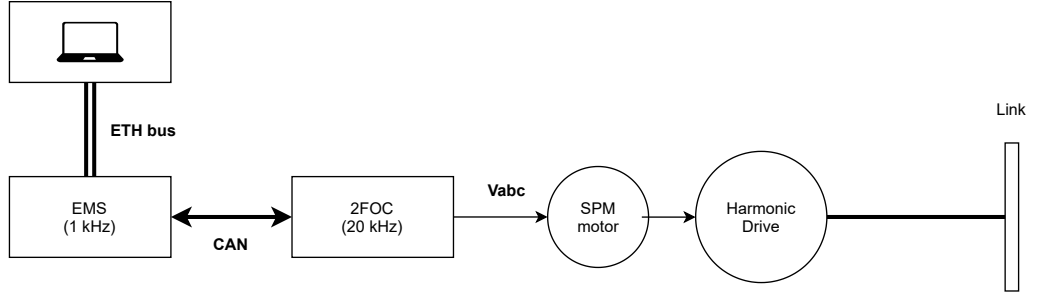 ETH bus
Link
EMS
(1 kHz)
CAN
2FOC
(20 kHz)
Vabc
SPM
motor
Harmonic
Drive